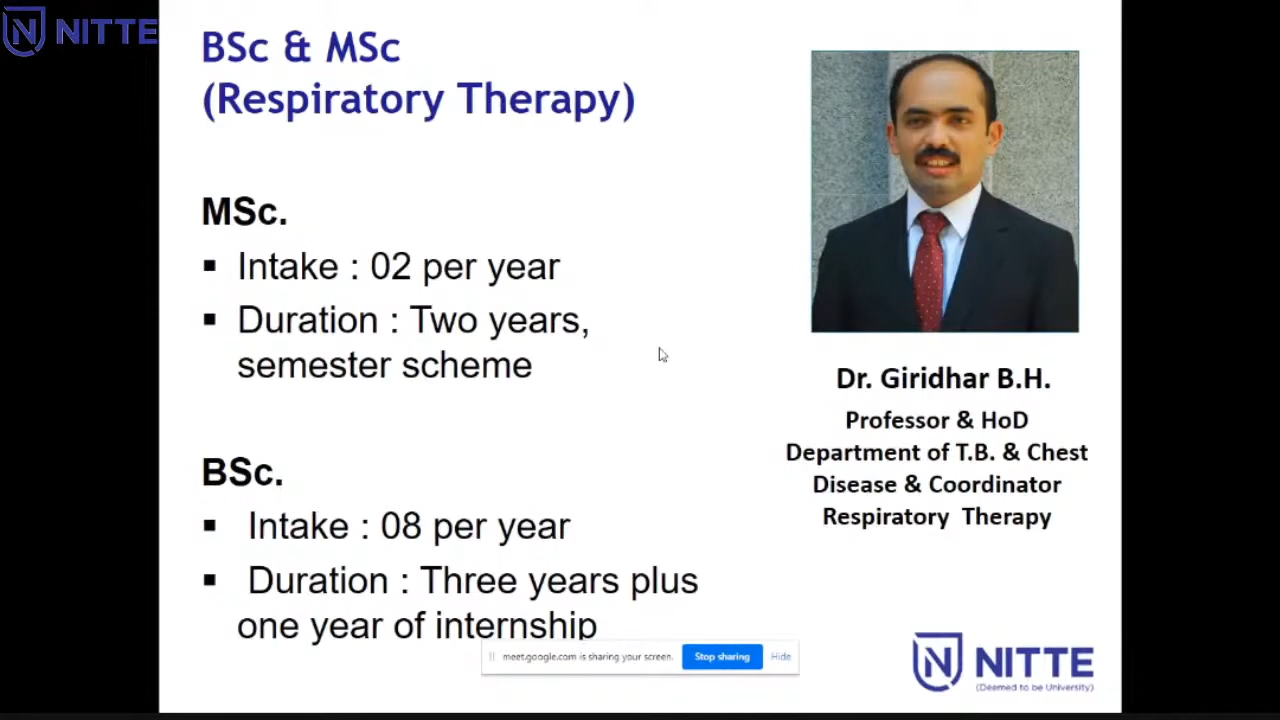 NITTE
BSc & MSc
(Respiratory Therapy)
MSc.
▪ Intake : 02 per year
▪ Duration : Two years,
semester scheme
BSc.
▪ Intake : 08 per year
▪ Duration : Three years plus
one year of internship
Dr. Giridhar B.H.
Professor & HoD
Department of T.B. & Chest
Disease & Coordinator
Respiratory Therapy
meet.google.com is sharing your screen. Stop sharing Hide
NITTE
(Deemed to be University)